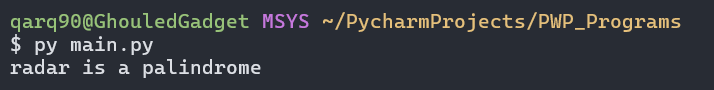 qarq90@GhouledGadget MSYS ~/PycharmProjects/PWP_Programs
$ py main.py
radar is a palindrome